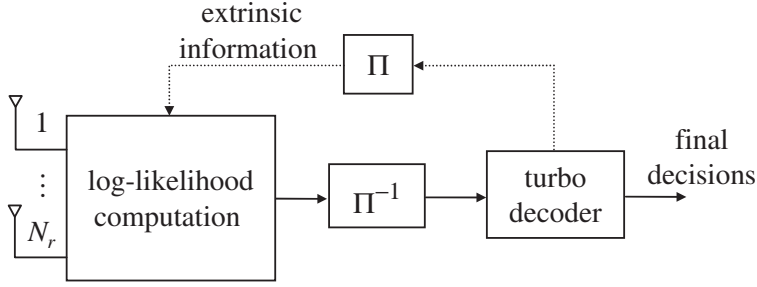 extrinsic
information
Π
1
⋮
N_r
log-likelihood
computation
Π⁻¹
turbo
decoder
final
decisions